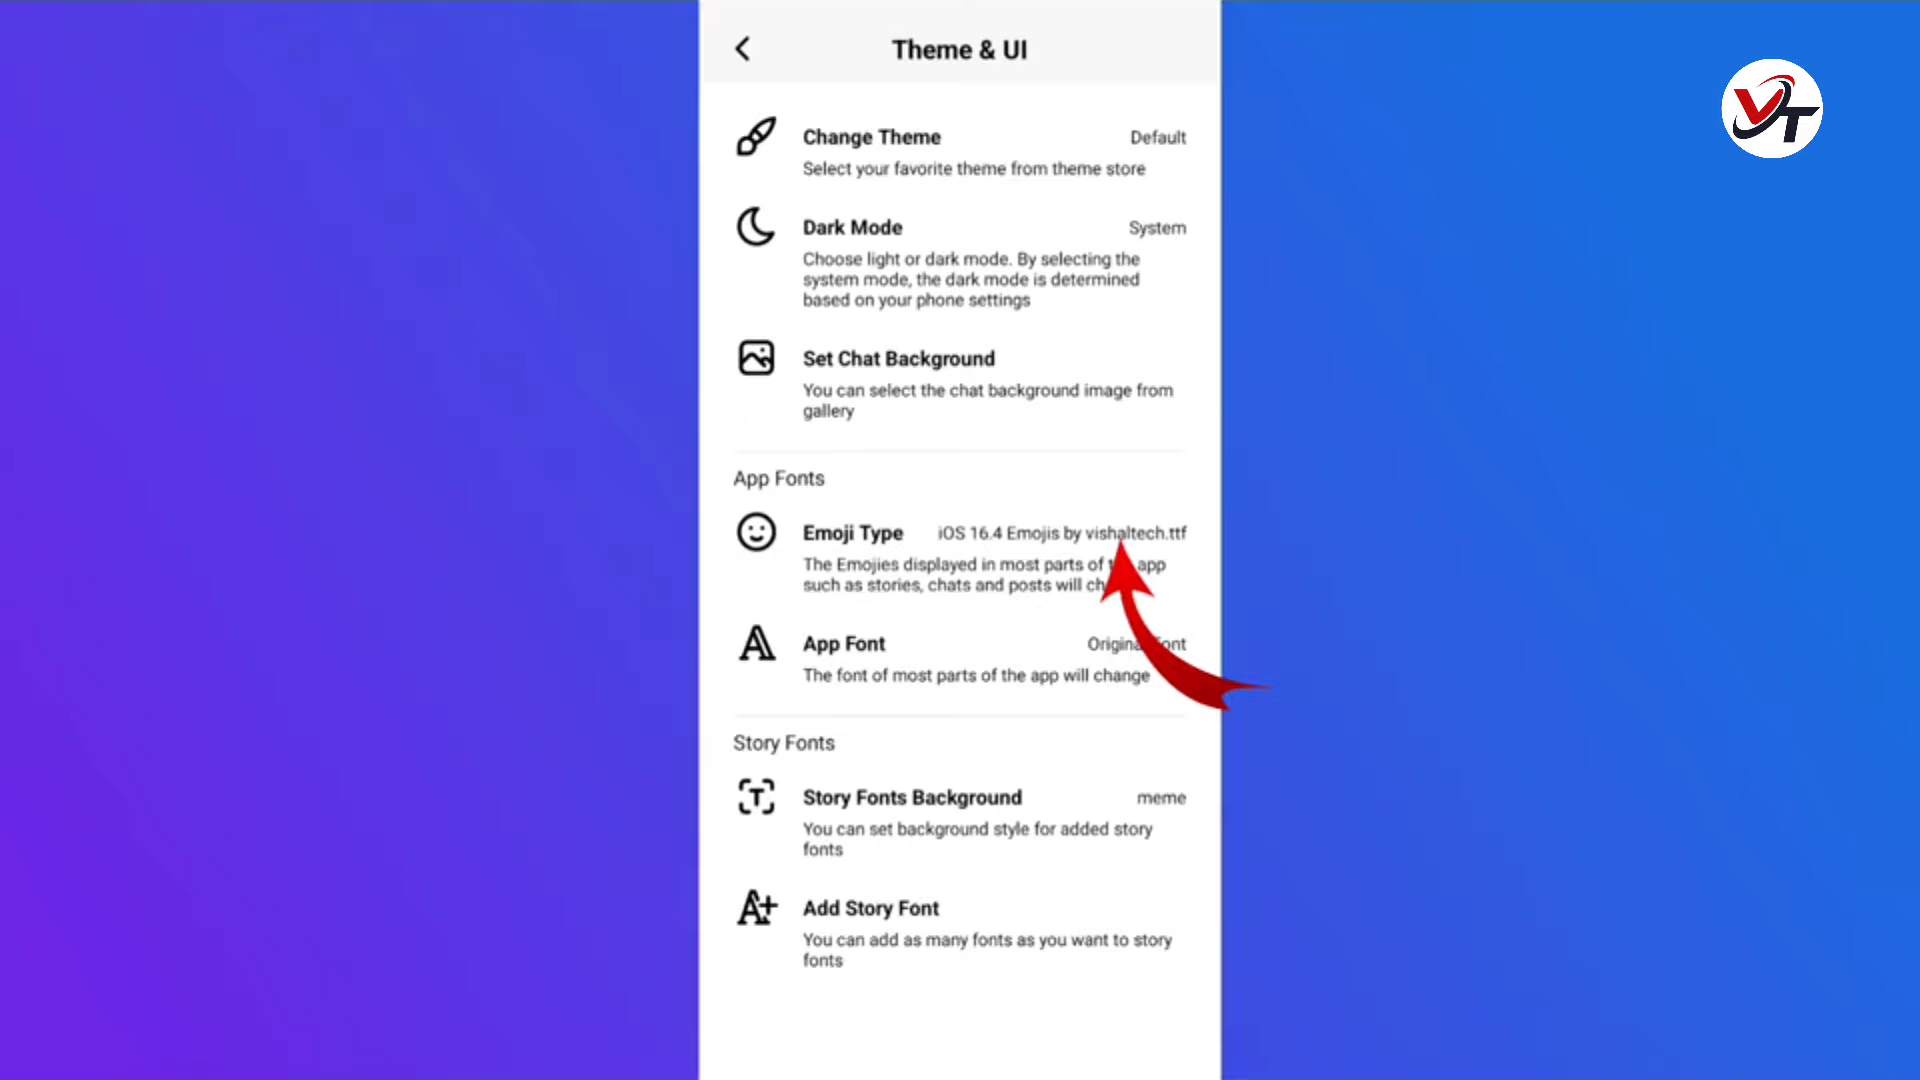 Theme & UI
VT
Change Theme Default
Select your favorite theme from theme store
Dark Mode System
Choose light or dark mode. By selecting the
system mode, the dark mode is determined
based on your phone settings
Set Chat Background
You can select the chat background image from
gallery
App Fonts
Emoji Type iOS 16.4 Emojis by vishaltech.ttf
The Emojies displayed in most parts of app
such as stories, chats and posts will
App Font
The font of most parts of the app will change
Story Fonts
Story Fonts Background meme
You can set background style for added story
fonts
Add Story Font
You can add as many fonts as you want to story
fonts